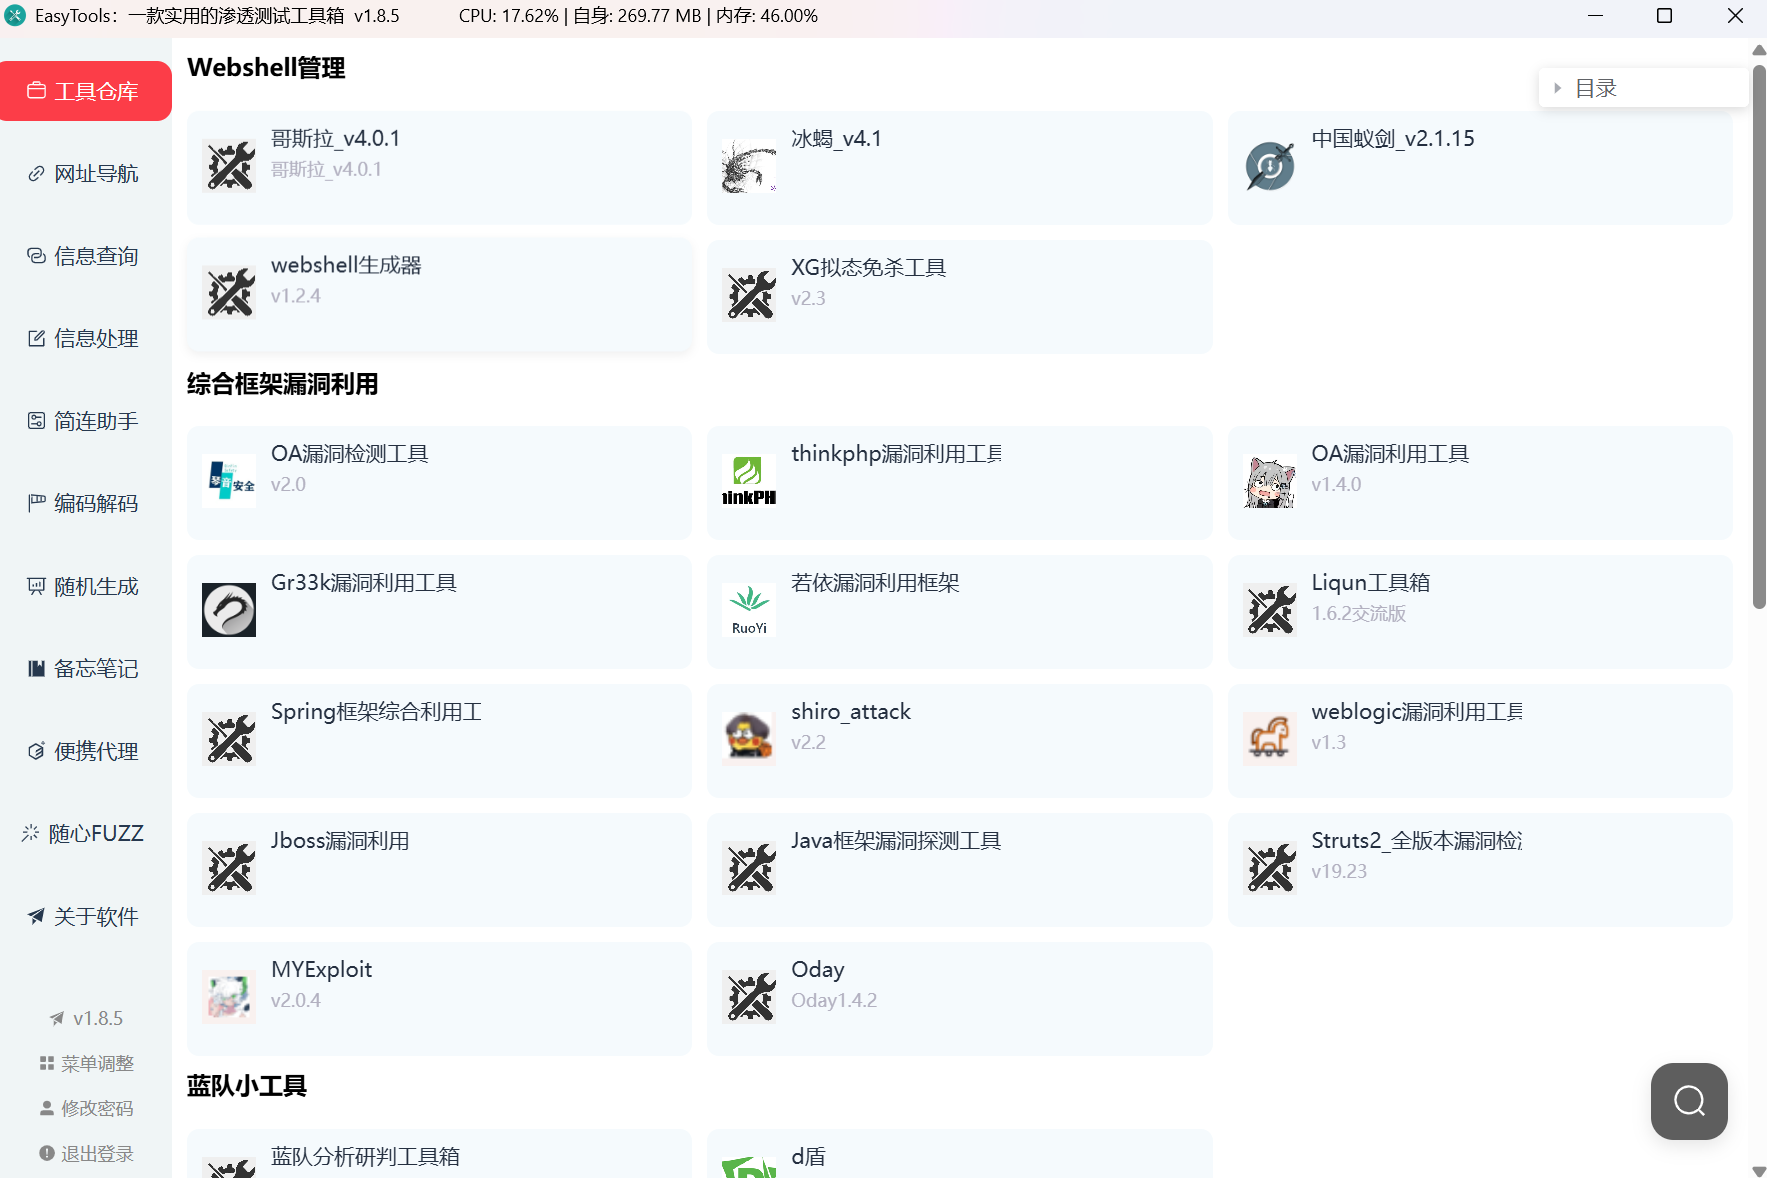 EasyTools：一款实用的渗透测试工具箱 v1.8.5
CPU: 17.62% | 自身: 269.77 MB | 内存: 46.00%
工具仓库
网址导航
信息查询
信息处理
简连助手
编码解码
随机生成
备忘笔记
便携代理
随心FUZZ
关于软件
v1.8.5
菜单调整
修改密码
退出登录
目录
Webshell管理
哥斯拉_v4.0.1
哥斯拉_v4.0.1
冰蝎_v4.1
中国蚁剑_v2.1.15
webshell生成器
v1.2.4
XG拟态免杀工具
v2.3
综合框架漏洞利用
琴音安全
OA漏洞检测工具
v2.0
inkPH
thinkphp漏洞利用工具
OA漏洞利用工具
v1.4.0
Gr33k漏洞利用工具
RuoYi
若依漏洞利用框架
Liqun工具箱
1.6.2交流版
Spring框架综合利用工
shiro_attack
v2.2
weblogic漏洞利用工具
v1.3
Jboss漏洞利用
Java框架漏洞探测工具
Struts2_全版本漏洞检测
v19.23
MYExploit
v2.0.4
Oday
Oday1.4.2
蓝队小工具
蓝队分析研判工具箱
d盾